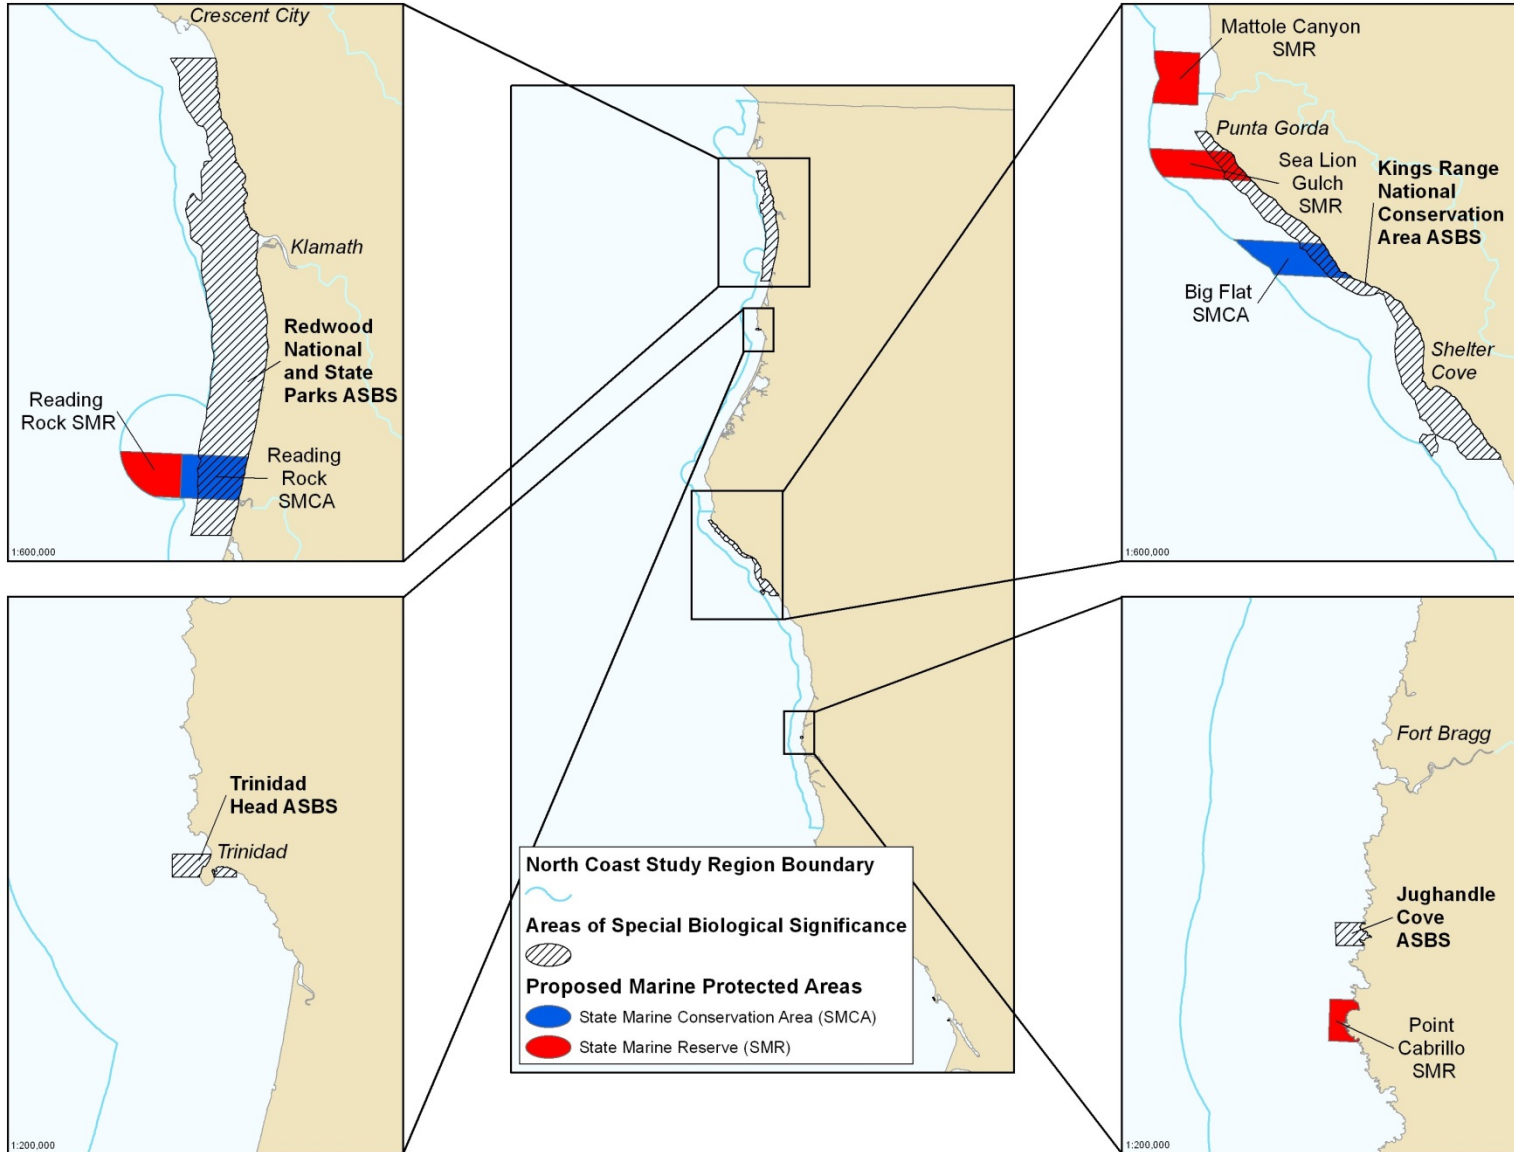 Crescent City
Klamath
Redwood
National
and State
Parks ASBS
Reading
Rock SMR
Reading
Rock
SMCA
1:600,000
Mattole Canyon
SMR
Punta Gorda
Sea Lion
Gulch
SMR
Kings Range
National
Conservation
Area ASBS
Big Flat
SMCA
Shelter
Cove
1:600,000
Trinidad
Head ASBS
Trinidad
1:200,000
North Coast Study Region Boundary
Areas of Special Biological Significance
Proposed Marine Protected Areas
State Marine Conservation Area (SMCA)
State Marine Reserve (SMR)
Fort Bragg
Jughandle
Cove
ASBS
Point
Cabrillo
SMR
1:200,000